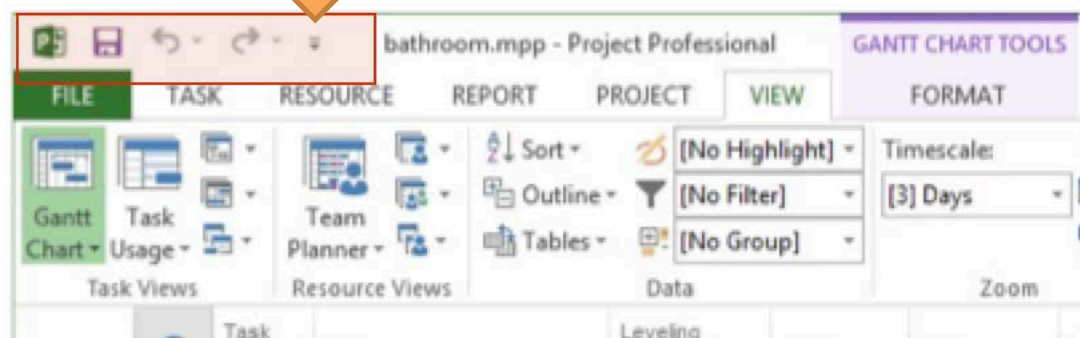 bathroom.mpp - Project Professional
GANTT CHART TOOLS
FILE TASK RESOURCE REPORT PROJECT VIEW FORMAT
Gantt
Chart
Task
Usage
Task Views
Team
Planner
Resource Views
Sort
Outline
Tables
[No Highlight]
[No Filter]
[No Group]
Data
Timescale:
[3] Days
Zoom
Task
Leveling